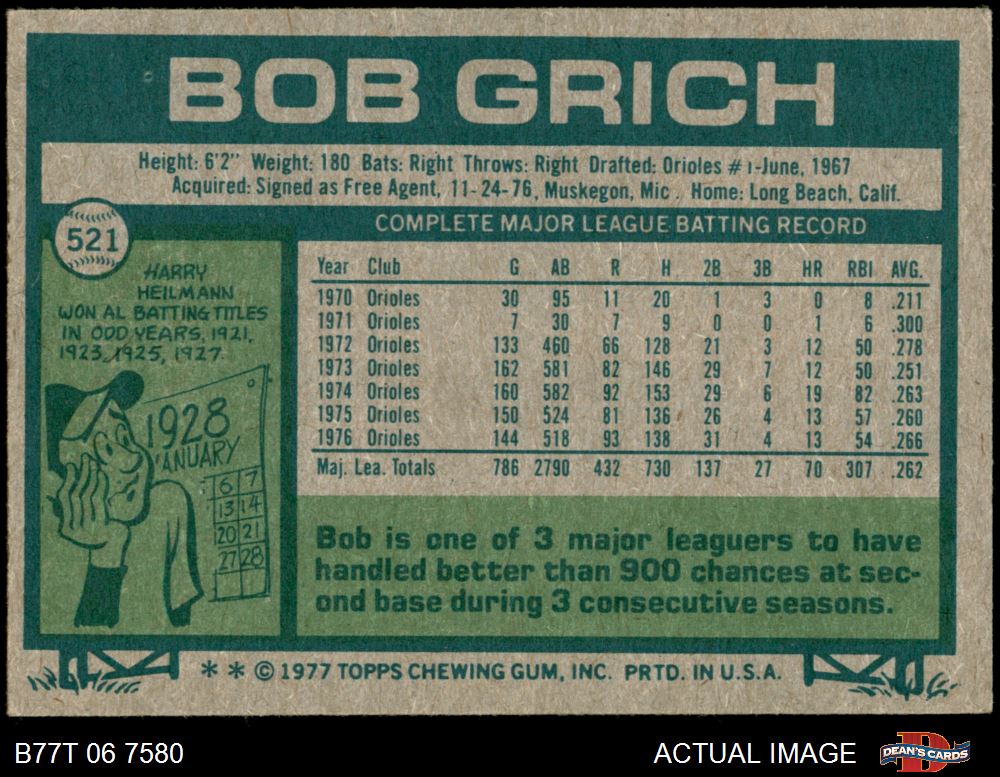 BOB GRICH
Height: 6'2" Weight: 180 Bats: Right Throws: Right Drafted: Orioles #1-June, 1967
Acquired: Signed as Free Agent, 11-24-76, Muskegon, Mic. Home: Long Beach, Calif.
521
COMPLETE MAJOR LEAGUE BATTING RECORD
HARRY
HEILMANN
WON AL BATTING TITLES
IN ODD YEARS, 1921,
1923, 1925, 1927.
1928
ANUARY
6 7
13 14
20 21
27 28
Year Club G AB R H 2B 3B HR RBI AVG.
1970 Orioles 30 95 11 20 1 3 0 8 .211
1971 Orioles 7 30 7 9 0 0 1 6 .300
1972 Orioles 133 460 66 128 21 3 12 50 .278
1973 Orioles 162 581 82 146 29 7 12 50 .251
1974 Orioles 160 582 92 153 29 6 19 82 .263
1975 Orioles 150 524 81 136 26 4 13 57 .260
1976 Orioles 144 518 93 138 31 4 13 54 .266
Maj. Lea. Totals 786 2790 432 730 137 27 70 307 .262
Bob is one of 3 major leaguers to have
handled better than 900 chances at sec-
ond base during 3 consecutive seasons.
* * © 1977 TOPPS CHEWING GUM, INC. PRTD. IN U.S.A.
B77T 06 7580
ACTUAL IMAGE
D
DEAN'S CARDS